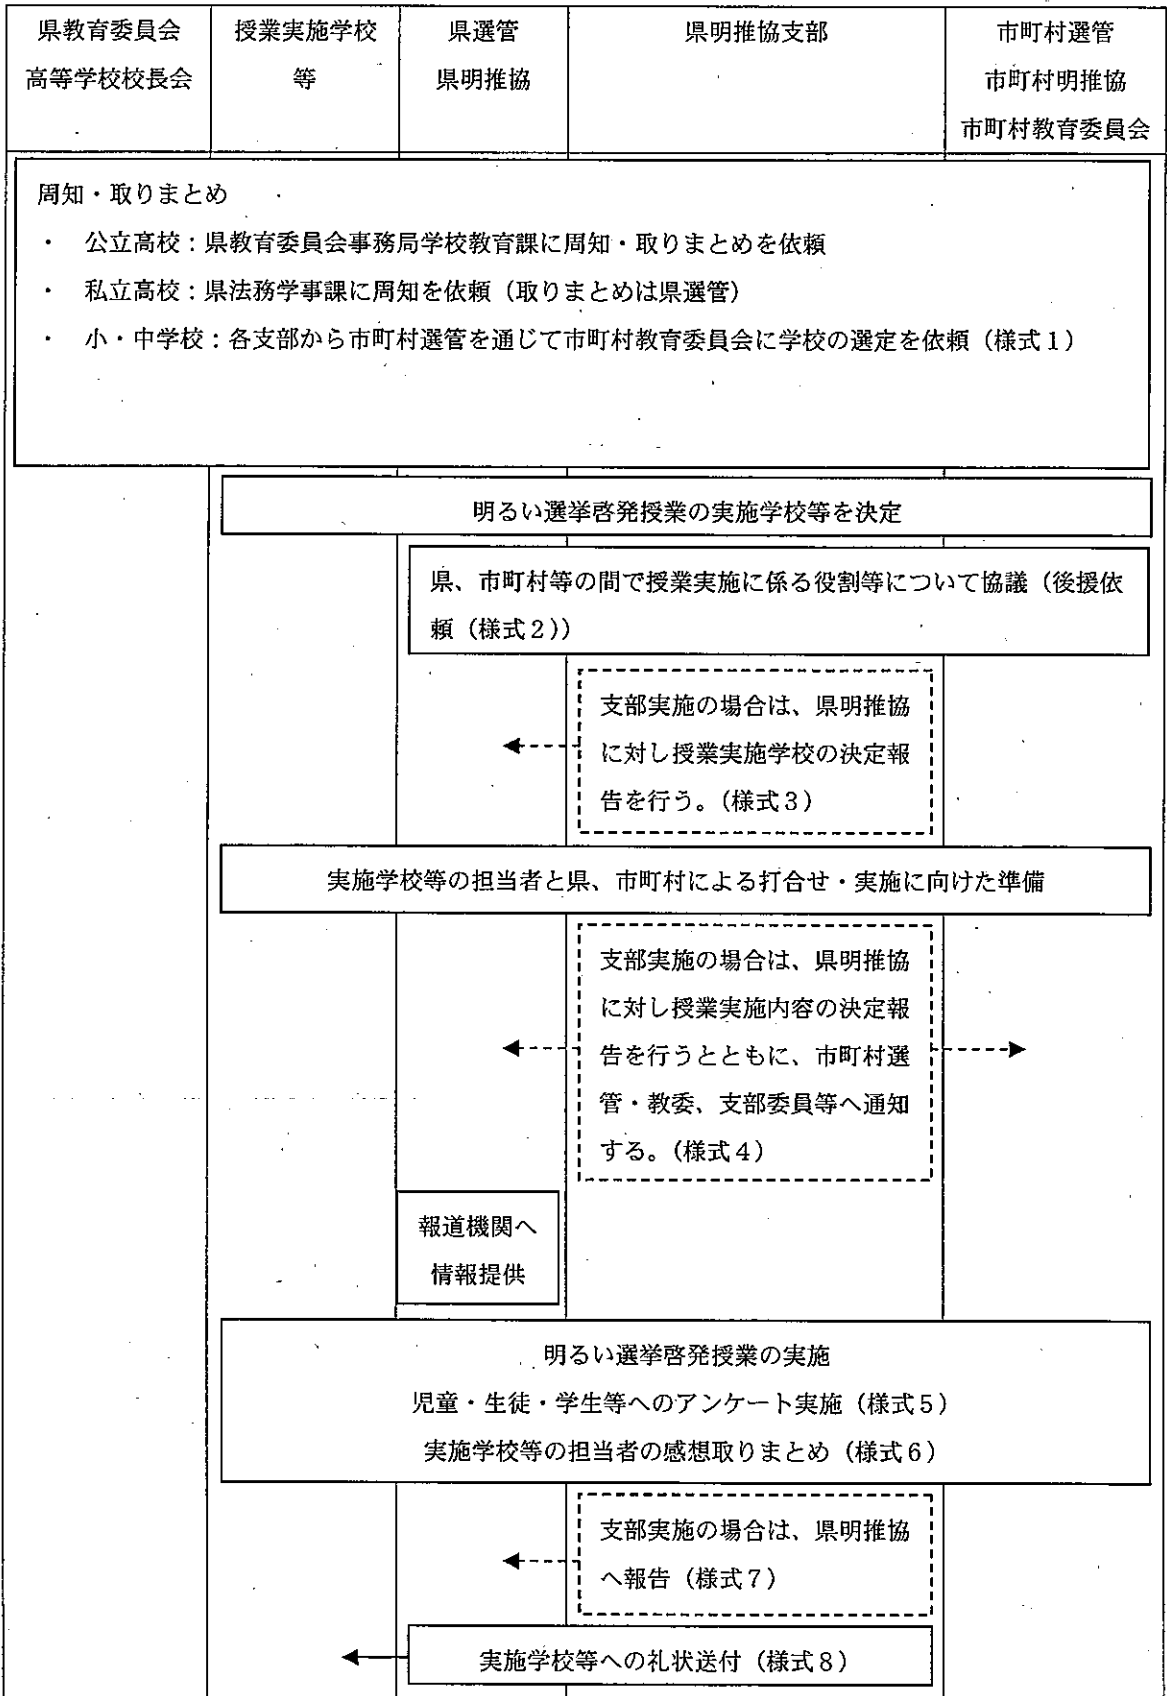 県教育委員会
高等学校校長会
授業実施学校
等
県選管
県明推協
県明推協支部
市町村選管
市町村明推協
市町村教育委員会
周知・取りまとめ
・　公立高校：県教育委員会事務局学校教育課に周知・取りまとめを依頼
・　私立高校：県法務学事課に周知を依頼（取りまとめは県選管）
・　小・中学校：各支部から市町村選管を通じて市町村教育委員会に学校の選定を依頼（様式１）
明るい選挙啓発授業の実施学校等を決定
県、市町村等の間で授業実施に係る役割等について協議（後援依
頼（様式２））
支部実施の場合は、県明推協
に対し授業実施学校の決定報
告を行う。（様式３）
実施学校等の担当者と県、市町村による打合せ・実施に向けた準備
支部実施の場合は、県明推協
に対し授業実施内容の決定報
告を行うとともに、市町村選
管・教委、支部委員等へ通知
する。（様式４）
報道機関へ
情報提供
明るい選挙啓発授業の実施
児童・生徒・学生等へのアンケート実施（様式５）
実施学校等の担当者の感想取りまとめ（様式６）
支部実施の場合は、県明推協
へ報告（様式７）
実施学校等への礼状送付（様式８）